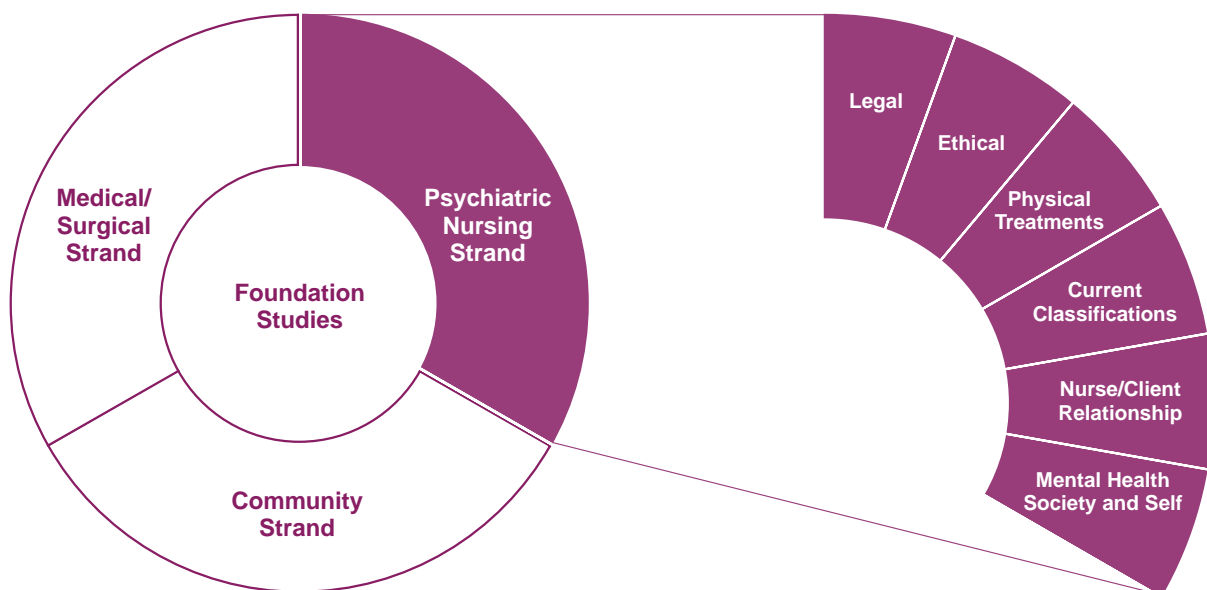 Medical/
Surgical
Strand
Psychiatric
Nursing
Strand
Foundation
Studies
Community
Strand
Legal
Ethical
Physical
Treatments
Current
Classifications
Nurse/Client
Relationship
Mental Health
Society and Self